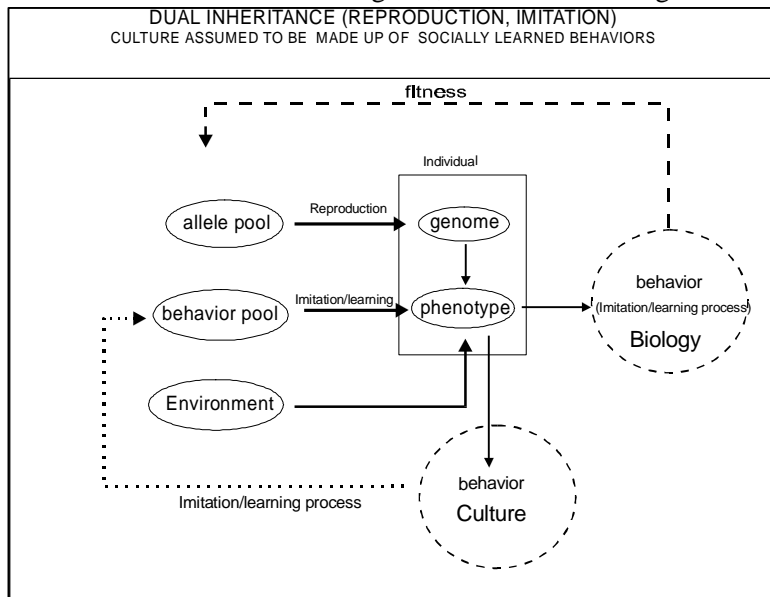 DUAL INHERITANCE (REPRODUCTION, IMITATION)
CULTURE ASSUMED TO BE MADE UP OF SOCIALLY LEARNED BEHAVIORS
fitness
Individual
allele pool
Reproduction
genome
behavior pool
Imitation/learning
phenotype
behavior
(Imitation/learning process)
Biology
Environment
behavior
Culture
Imitation/learning process